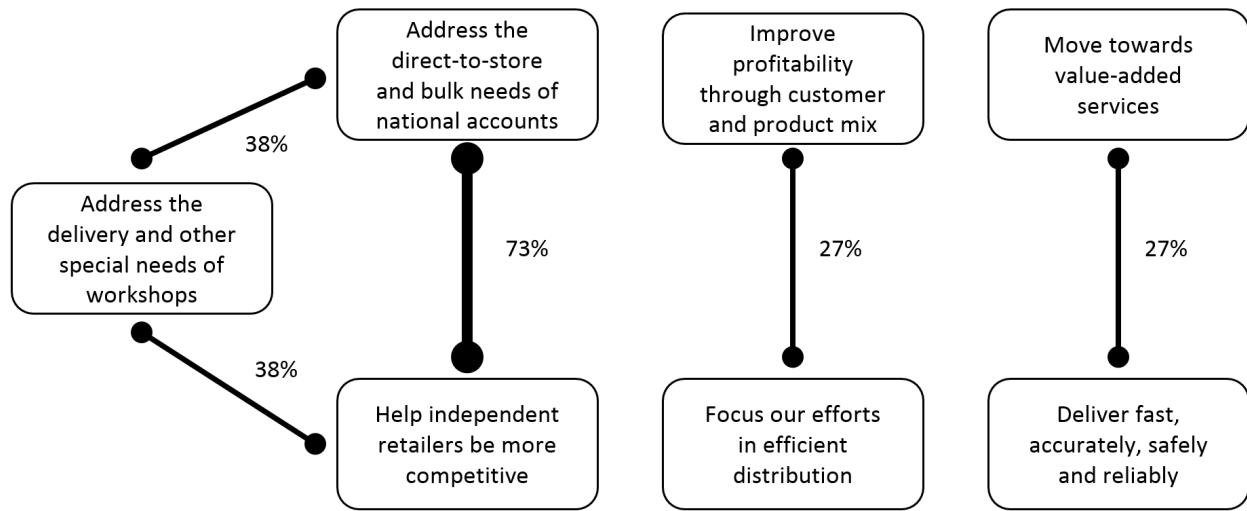 Address the
direct-to-store
and bulk needs of
national accounts
Improve
profitability
through customer
and product mix
Move towards
value-added
services
38%
Address the
delivery and other
special needs of
workshops
73%
27%
27%
38%
Help independent
retailers be more
competitive
Focus our efforts
in efficient
distribution
Deliver fast,
accurately, safely
and reliably